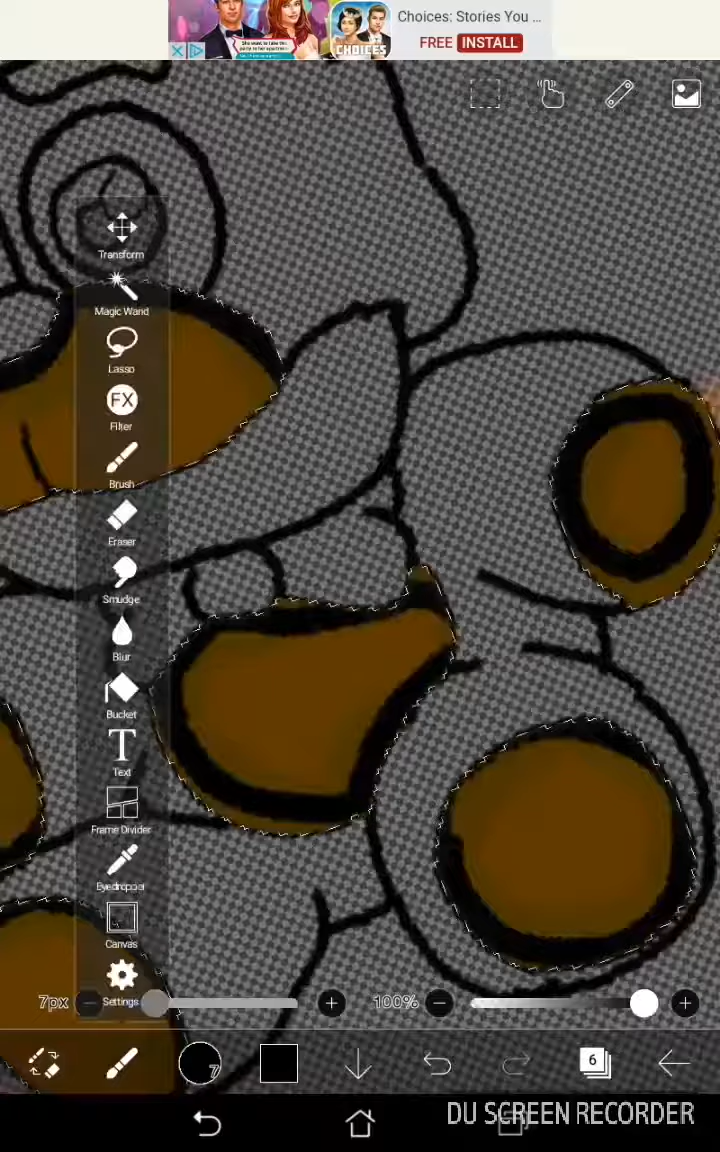 Choices: Stories You ...
FREE INSTALL
CHOICES
Transform
Magic Wand
Lasso
FX
Filter
Brush
Eraser
Smudge
Blur
Bucket
T
Text
Frame Divider
Eyedropper
Canvas
Settings
7px
100%
7
6
DU SCREEN RECORDER